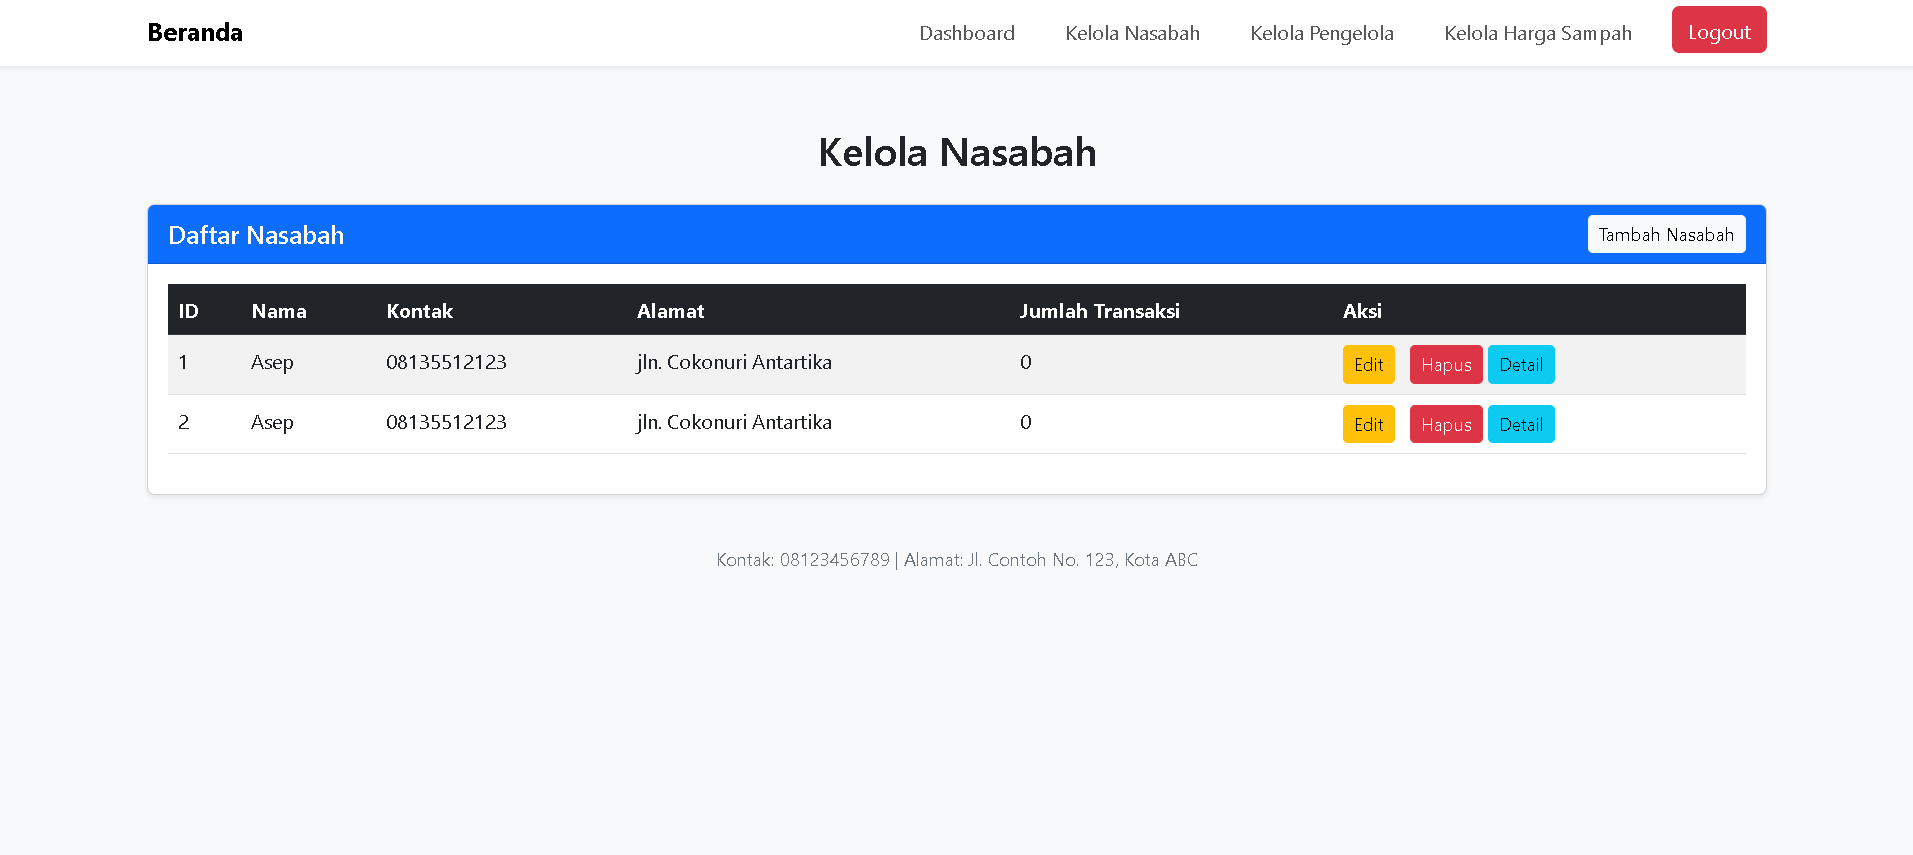 Beranda Dashboard Kelola Nasabah Kelola Pengelola Kelola Harga Sampah Logout
Kelola Nasabah
Daftar Nasabah Tambah Nasabah
ID Nama Kontak Alamat Jumlah Transaksi Aksi
1 Asep 08135512123 jln. Cokonuri Antartika 0 Edit Hapus Detail
2 Asep 08135512123 jln. Cokonuri Antartika 0 Edit Hapus Detail
Kontak: 08123456789 | Alamat: Jl. Contoh No. 123, Kota ABC